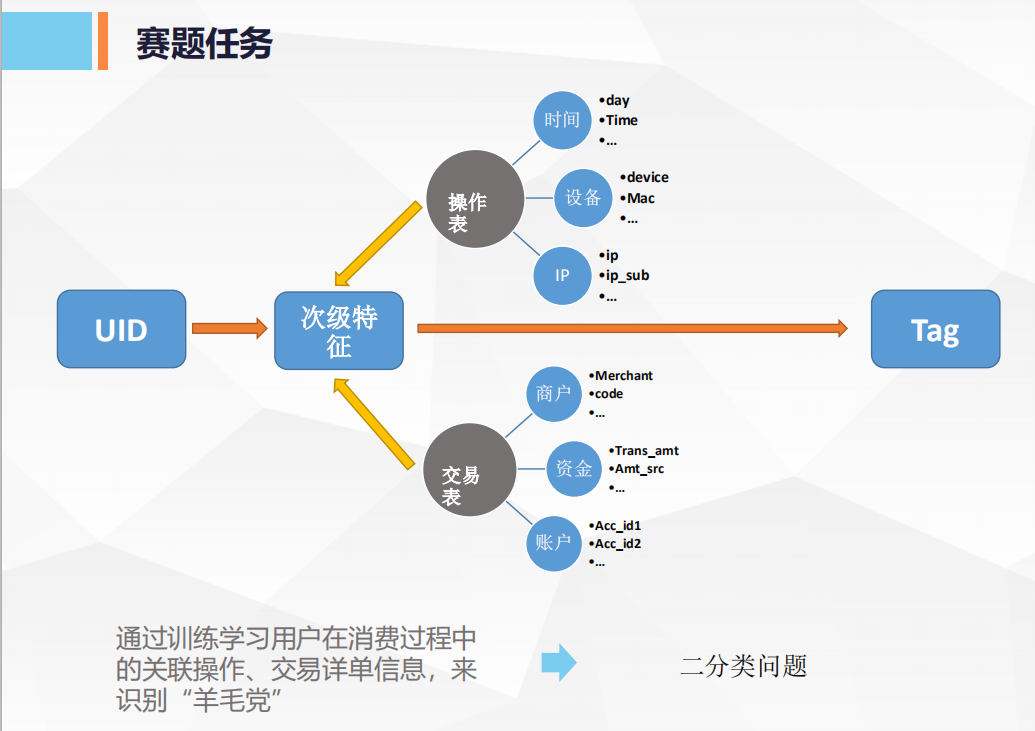 赛题任务
时间
•day
•Time
•...
操作
表
设备
•device
•Mac
•...
IP
•ip
•ip_sub
•...
UID
次级特
征
Tag
商户
•Merchant
•code
•...
交易
表
资金
•Trans_amt
•Amt_src
•...
账户
•Acc_id1
•Acc_id2
•...
通过训练学习用户在消费过程中
的关联操作、交易详单信息，来
识别“羊毛党”
二分类问题